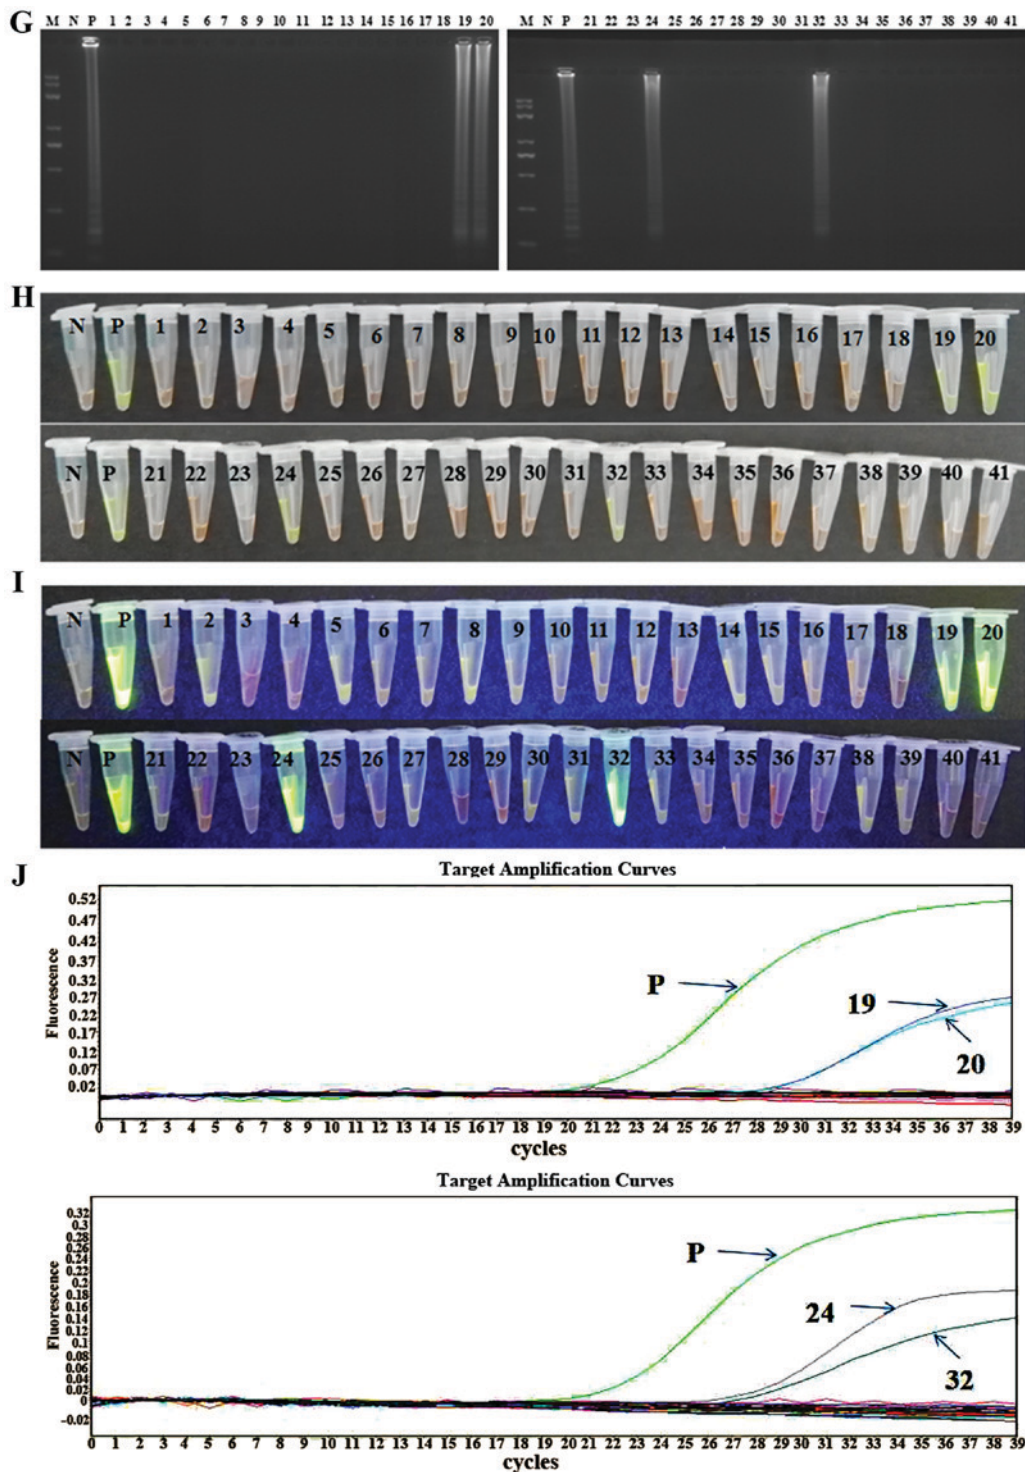 G M N P 1 2 3 4 5 6 7 8 9 10 11 12 13 14 15 16 17 18 19 20 M N P 21 22 23 24 25 26 27 28 29 30 31 32 33 34 35 36 37 38 39 40 41
H
N P 1 2 3 4 5 6 7 8 9 10 11 12 13 14 15 16 17 18 19 20
N P 21 22 23 24 25 26 27 28 29 30 31 32 33 34 35 36 37 38 39 40 41
I
N P 1 2 3 4 5 6 7 8 9 10 11 12 13 14 15 16 17 18 19 20
N P 21 22 23 24 25 26 27 28 29 30 31 32 33 34 35 36 37 38 39 40 41
J
Target Amplification Curves
Fluorescence
0.52
0.47
0.42
0.37
0.32
0.27
0.22
0.17
0.12
0.07
0.02
P
19
20
0 1 2 3 4 5 6 7 8 9 10 11 12 13 14 15 16 17 18 19 20 21 22 23 24 25 26 27 28 29 30 31 32 33 34 35 36 37 38 39
cycles
Target Amplification Curves
Fluorescence
0.32
0.3
0.28
0.26
0.24
0.22
0.2
0.18
0.16
0.14
0.12
0.1
0.08
0.06
0.04
0.02
0
-0.02
P
24
32
0 1 2 3 4 5 6 7 8 9 10 11 12 13 14 15 16 17 18 19 20 21 22 23 24 25 26 27 28 29 30 31 32 33 34 35 36 37 38 39
cycles